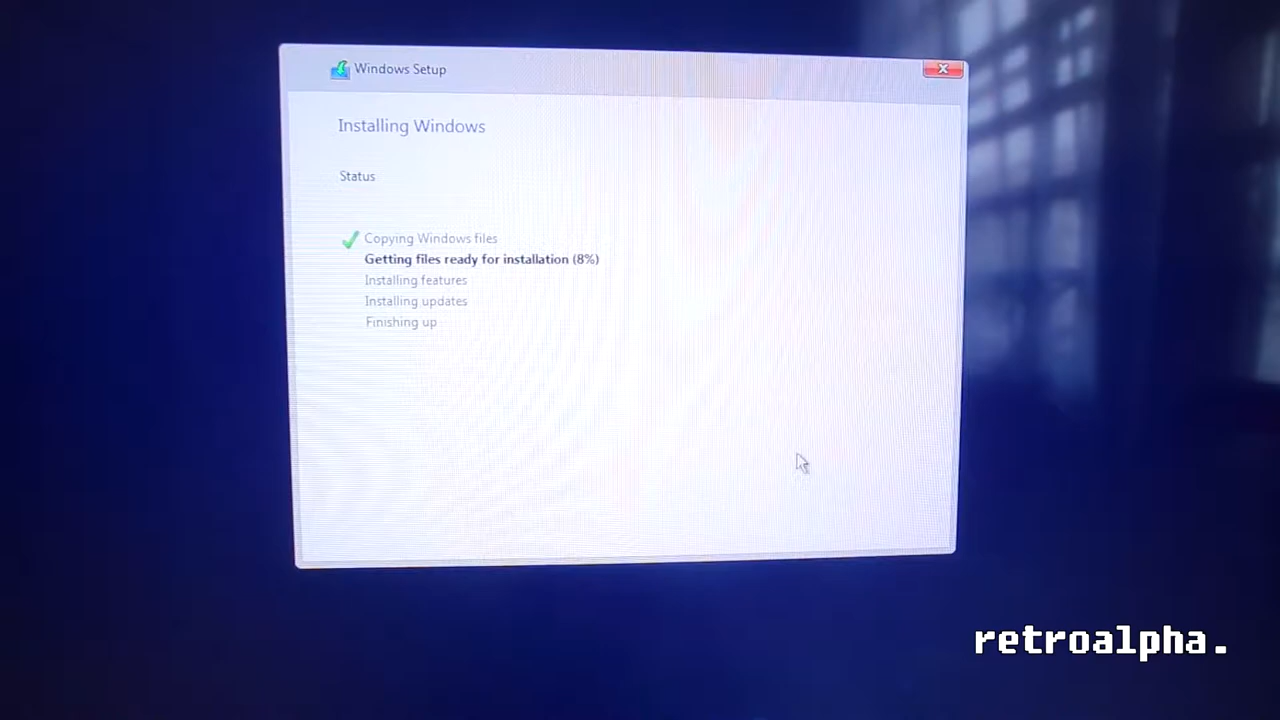 Windows Setup
Installing Windows
Status
Copying Windows files
Getting files ready for installation (8%)
Installing features
Installing updates
Finishing up
retroalpha.